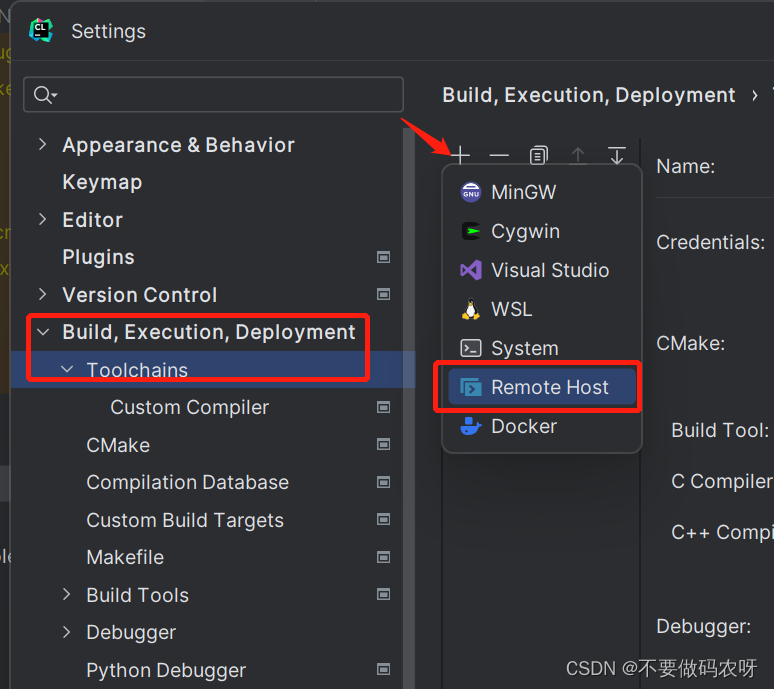 Settings
Appearance & Behavior
Keymap
Editor
Plugins
Version Control
Build, Execution, Deployment
Toolchains
Custom Compiler
CMake
Compilation Database
Custom Build Targets
Makefile
Build Tools
Debugger
Python Debugger
Build, Execution, Deployment ›
MinGW
Cygwin
Visual Studio
WSL
System
Remote Host
Docker
Name:
Credentials:
CMake:
Build Tool:
C Compiler
C++ Compi
Debugger:
CSDN @不要做码农呀